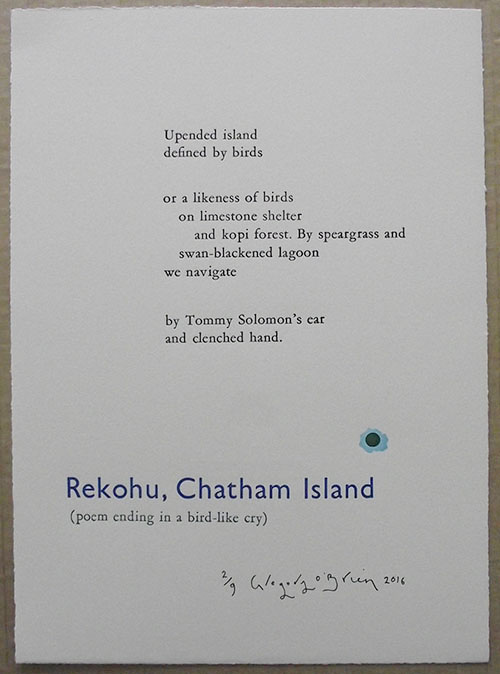 Upended island
defined by birds
or a likeness of birds
on limestone shelter
and kopi forest. By speargrass and
swan-blackened lagoon
we navigate
by Tommy Solomon's ear
and clenched hand.
Rekohu, Chatham Island
(poem ending in a bird-like cry)
2/9 Gregory O'Brien 2016